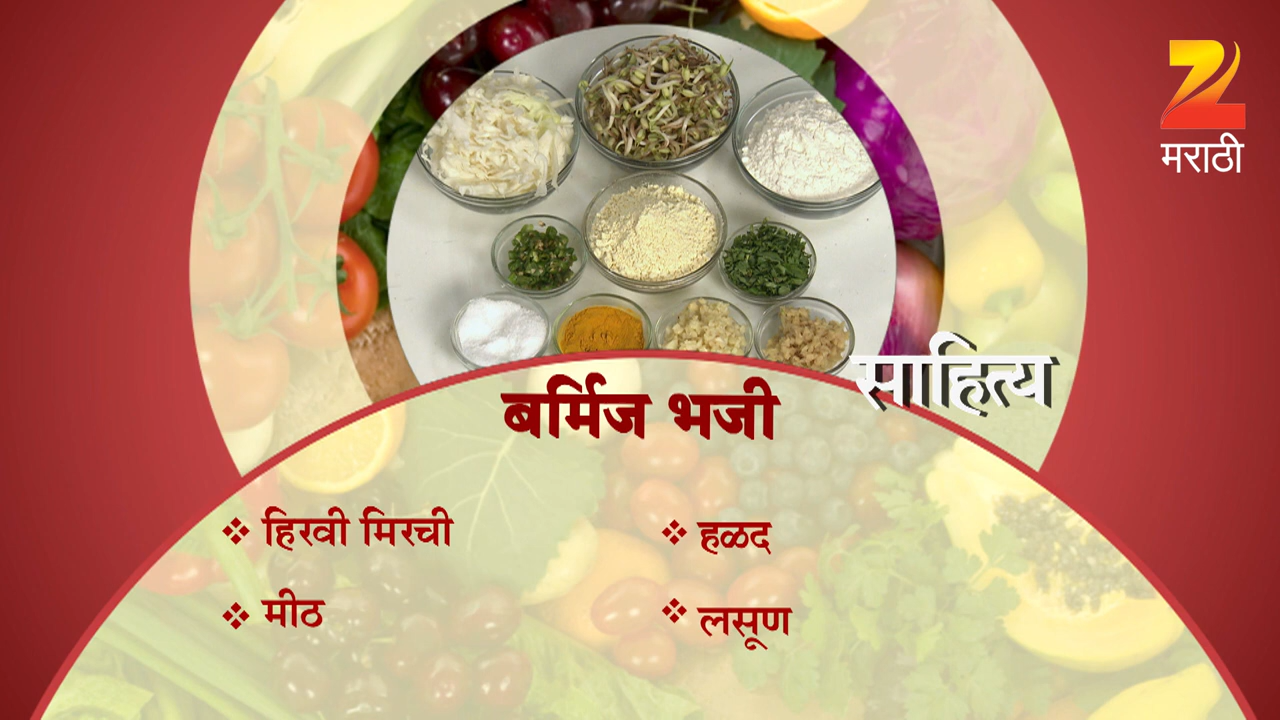 Z
मराठी
साहित्य
बर्मिज भजी
हिरवी मिरची
हळद
मीठ
लसूण